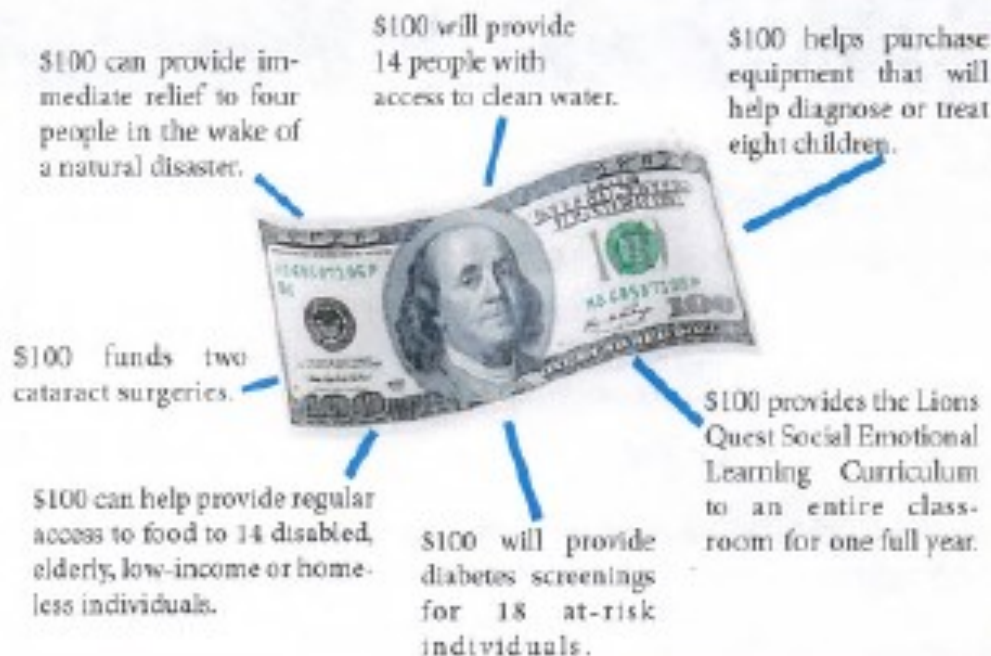 $100 can provide im-
mediate relief to four
people in the wake of
a natural disaster.
$100 will provide
14 people with
access to clean water.
$100 helps purchase
equipment that will
help diagnose or treat
eight children.
$100 funds two
cataract surgeries.
$100 can help provide regular
access to food to 14 disabled,
elderly, low-income or home-
less individuals.
$100 will provide
diabetes screenings
for 18 at-risk
individuals.
$100 provides the Lions
Quest Social Emotional
Learning Curriculum
to an entire class-
room for one full year.
100
100